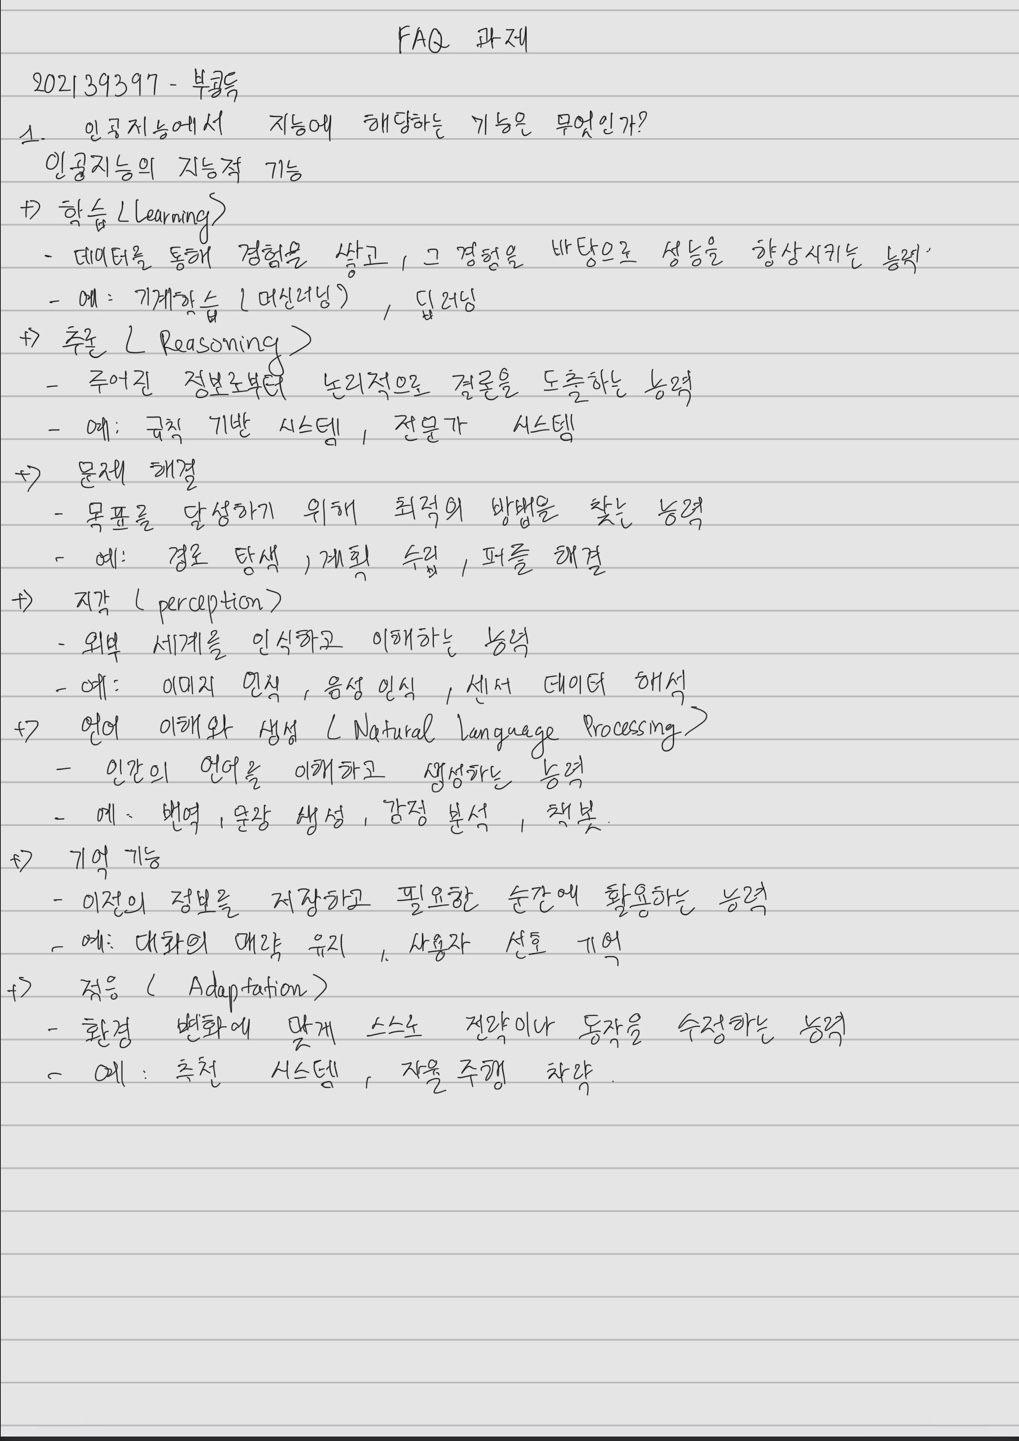 FAQ 과제
202139397 - 부쿵득
1. 인공지능에서 지능에 해당하는 기능은 무엇인가?
인공지능의 지능적 기능
+) 학습 (Learning)
- 데이터를 통해 경험을 쌓고, 그 경험을 바탕으로 성능을 향상시키는 능력.
- 예: 기계학습 (머신러닝), 딥러닝
+) 추론 (Reasoning)
- 주어진 정보로부터 논리적으로 결론을 도출하는 능력
- 예: 규칙 기반 시스템, 전문가 시스템
+) 문제 해결
- 목표를 달성하기 위해 최적의 방법을 찾는 능력
- 예: 경로 탐색, 계획 수립, 퍼즐 해결
+) 지각 (perception)
- 외부 세계를 인식하고 이해하는 능력
- 예: 이미지 인식, 음성 인식, 센서 데이터 해석
+) 언어 이해와 생성 (Natural Language Processing)
- 인간의 언어를 이해하고 생성하는 능력
- 예: 번역, 문장 생성, 감정 분석, 책봇.
+) 기억 기능
- 이전의 정보를 저장하고 필요한 순간에 활용하는 능력
- 예: 대화의 맥락 유지, 사용자 선호 기억
+) 적응 (Adaptation)
- 환경 변화에 맞게 스스로 전략이나 동작을 수정하는 능력
- 예: 추천 시스템, 자율 주행 차략.